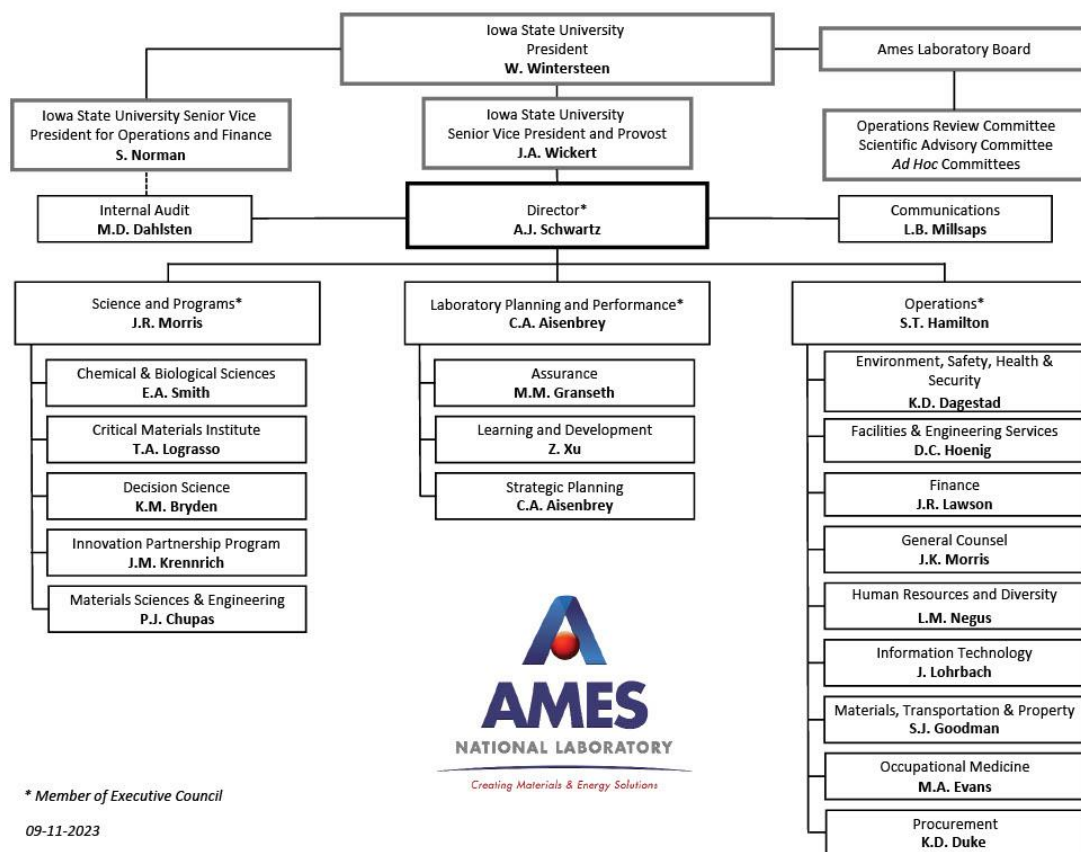 Iowa State University
President
W. Wintersteen
Ames Laboratory Board
Iowa State University Senior Vice
President for Operations and Finance
S. Norman
Iowa State University
Senior Vice President and Provost
J.A. Wickert
Operations Review Committee
Scientific Advisory Committee
Ad Hoc Committees
Internal Audit
M.D. Dahlsten
Director*
A.J. Schwartz
Communications
L.B. Millsaps
Science and Programs*
J.R. Morris
Chemical & Biological Sciences
E.A. Smith
Critical Materials Institute
T.A. Lograsso
Decision Science
K.M. Bryden
Innovation Partnership Program
J.M. Krennrich
Materials Sciences & Engineering
P.J. Chupas
Laboratory Planning and Performance*
C.A. Aisenbrey
Assurance
M.M. Granseth
Learning and Development
Z. Xu
Strategic Planning
C.A. Aisenbrey
Operations*
S.T. Hamilton
Environment, Safety, Health &
Security
K.D. Dagestad
Facilities & Engineering Services
D.C. Hoenig
Finance
J.R. Lawson
General Counsel
J.K. Morris
Human Resources and Diversity
L.M. Negus
Information Technology
J. Lohrbach
Materials, Transportation & Property
S.J. Goodman
Occupational Medicine
M.A. Evans
Procurement
K.D. Duke
AMES
NATIONAL LABORATORY
Creating Materials & Energy Solutions
* Member of Executive Council
09-11-2023